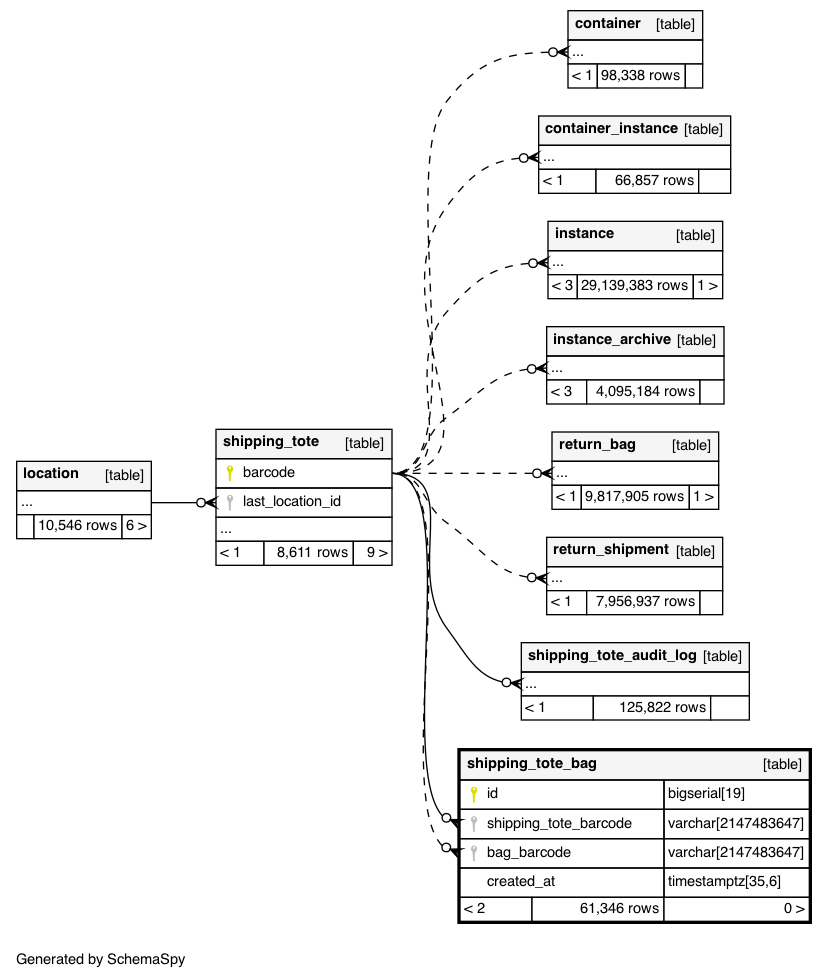 container [table]
...
< 1 98,338 rows
container_instance [table]
...
< 1 66,857 rows
instance [table]
...
< 3 29,139,383 rows 1 >
instance_archive [table]
...
< 3 4,095,184 rows
return_bag [table]
...
< 1 9,817,905 rows 1 >
return_shipment [table]
...
< 1 7,956,937 rows
shipping_tote_audit_log [table]
...
< 1 125,822 rows
location [table]
...
10,546 rows 6 >
shipping_tote [table]
barcode
last_location_id
...
< 1 8,611 rows 9 >
shipping_tote_bag [table]
id bigserial[19]
shipping_tote_barcode varchar[2147483647]
bag_barcode varchar[2147483647]
created_at timestamptz[35,6]
< 2 61,346 rows 0 >
Generated by SchemaSpy